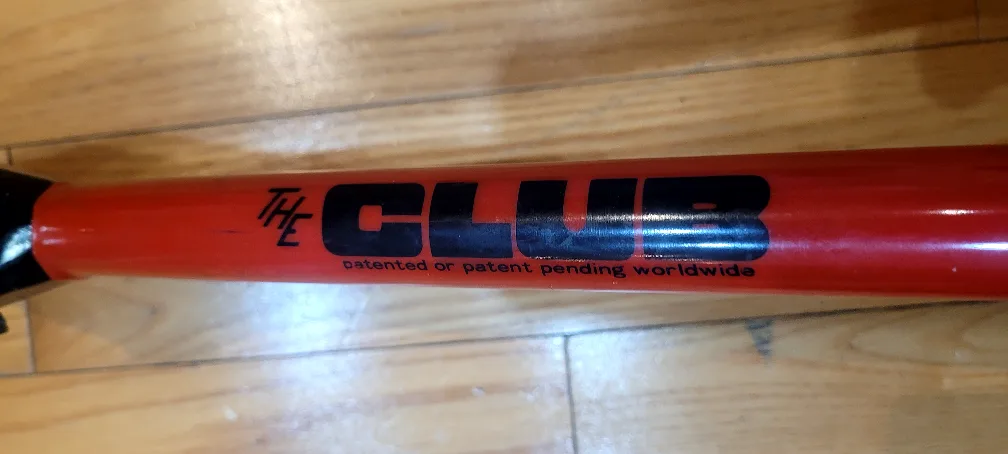 THE CLUB
patented or patent pending worldwide